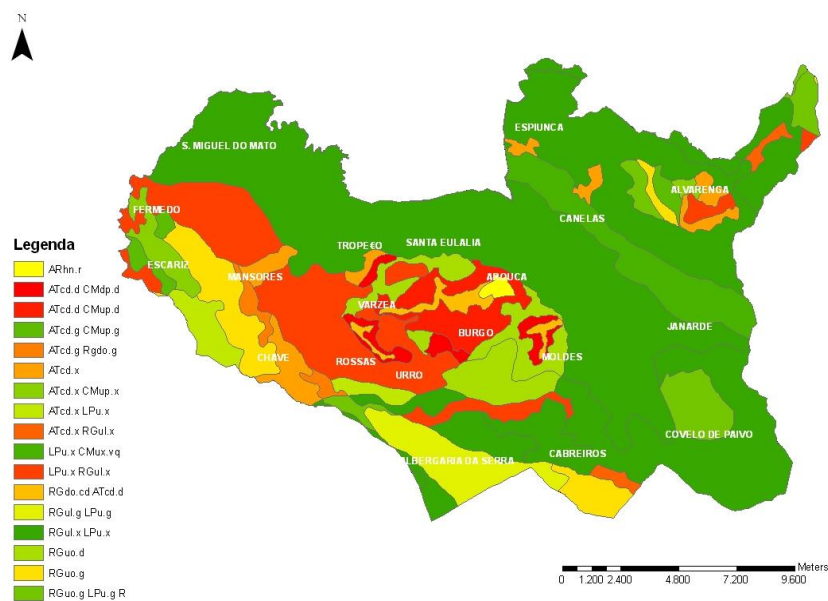 N
S. MIGUEL DO MATO
ESPIUNCA
ALVARENGA
FERMEDO
CANELAS
TROPEÇO
SANTA EULALIA
ESCARIZ
MANSORES
AROUCA
VARZEA
BURGO
JANARDE
CHAVE
ROSSAS
MOLDES
URRO
COVELO DE PAIVO
CABREIROS
ALBERGARIA DA SERRA
Legenda
ARhn.r
ATcd.d CMdp.d
ATcd.d CMup.d
ATcd.g CMup.g
ATcd.g Rgdo.g
ATcd.x
ATcd.x CMup.x
ATcd.x LPu.x
ATcd.x RGul.x
LPu.x CMux.vq
LPu.x RGul.x
RGdo.cd ATcd.d
RGul.g LPu.g
RGul.x LPu.x
RGuo.d
RGuo.g
RGuo.g LPu.g R
Meters
0 1.200 2.400 4.800 7.200 9.600